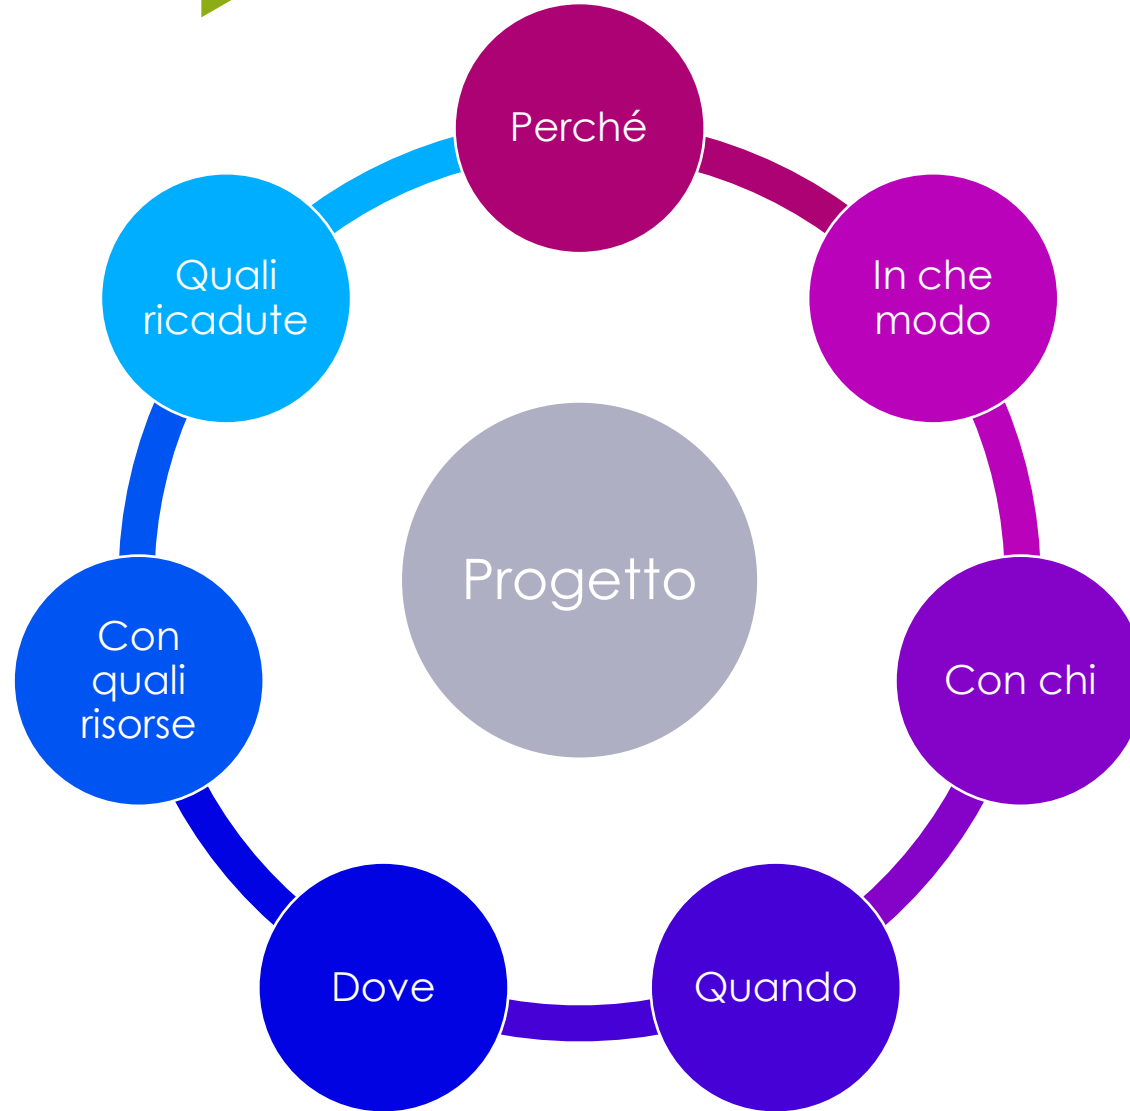 Perché
In che
modo
Con chi
Quando
Dove
Con
quali
risorse
Quali
ricadute
Progetto